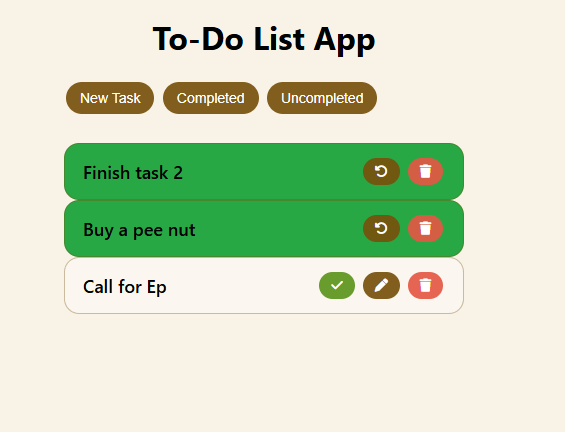 To-Do List App
New Task Completed Uncompleted
Finish task 2
Buy a pee nut
Call for Ep